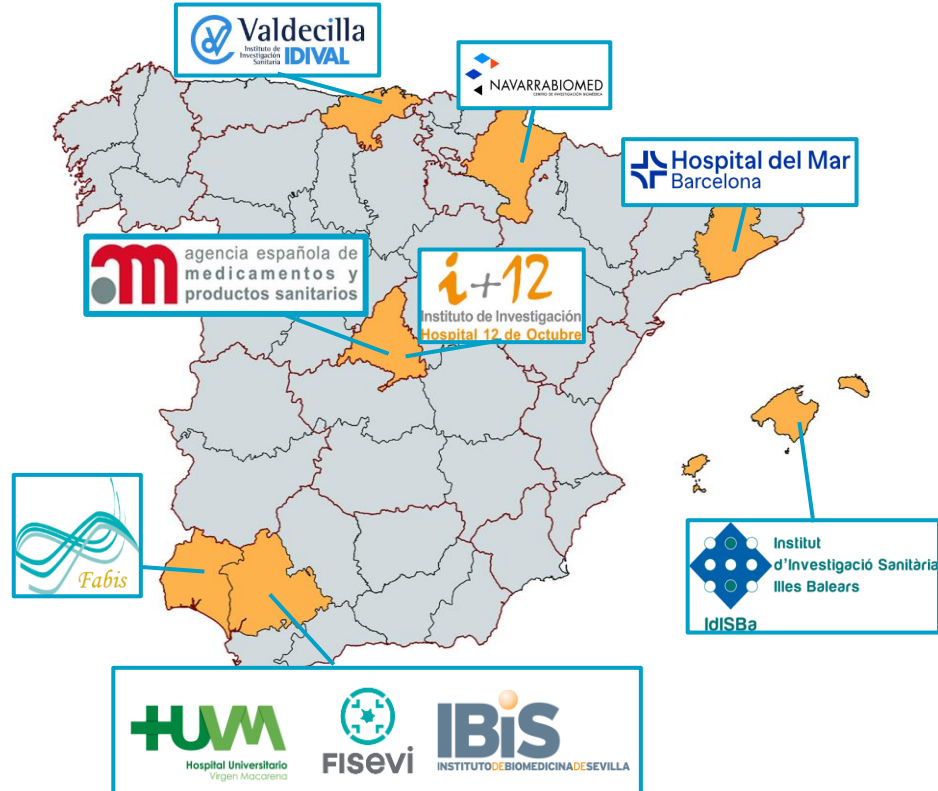 Valdecilla
Instituto de
Investigación
Sanitaria
IDIVAL
NAVARRABIOMED
CENTRO DE INVESTIGACIÓN BIOMÉDICA
Hospital del Mar
Barcelona
agencia española de
medicamentos y
productos sanitarios
i+12
Instituto de Investigación
Hospital 12 de Octubre
Fabis
Institut
d'Investigació Sanitària
Illes Balears
IdISBa
+UVM
Hospital Universitario
Virgen Macarena
FISEVI
IBiS
INSTITUTODEBIOMEDICINADESEVILLA